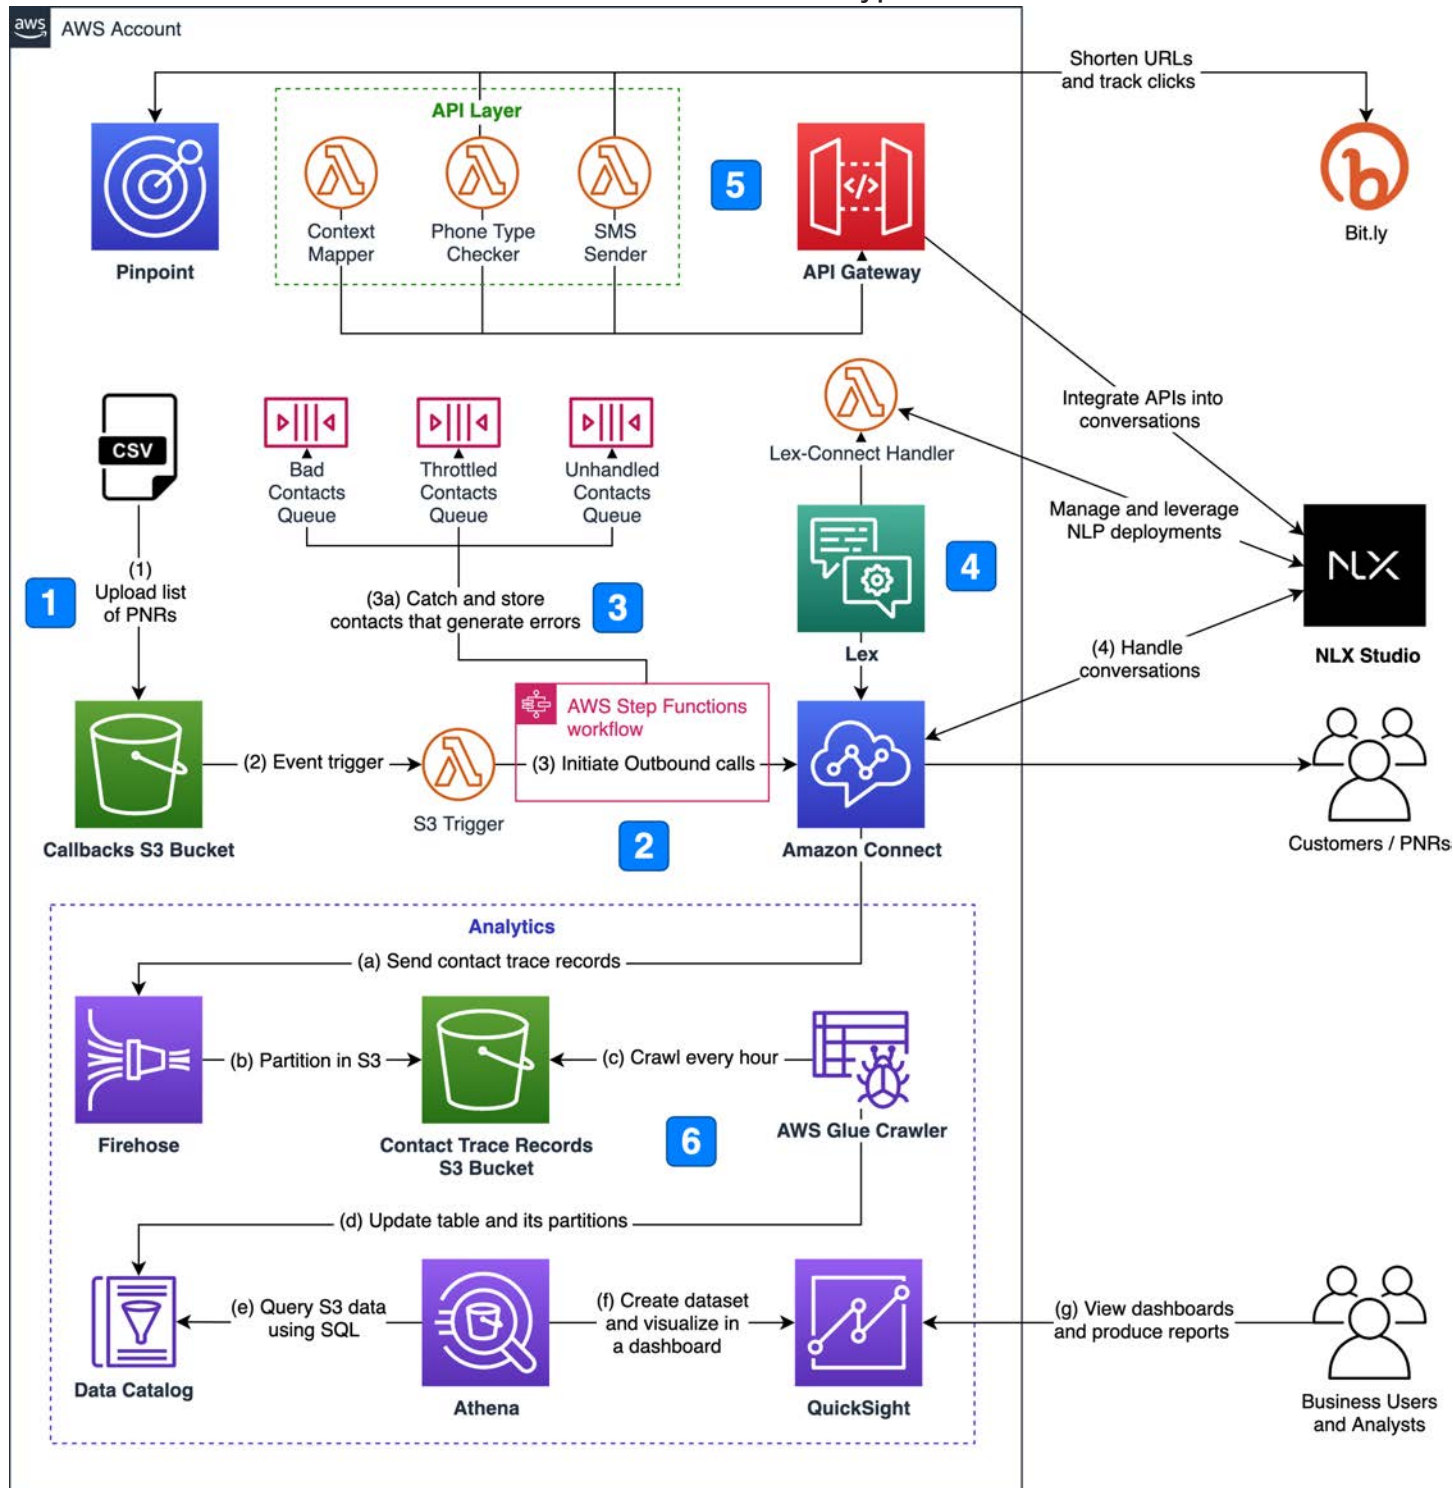 aws
AWS Account
Shorten URLs
and track clicks
API Layer
Context
Mapper
Phone Type
Checker
SMS
Sender
5
</>
Pinpoint
API Gateway
b
Bit.ly
CSV
Bad
Contacts
Queue
Throttled
Contacts
Queue
Unhandled
Contacts
Queue
Lex-Connect Handler
Integrate APIs into
conversations
Manage and leverage
NLP deployments
NLX
NLX Studio
1
(1)
Upload list
of PNRs
(3a) Catch and store
contacts that generate errors
3
4
Lex
(4) Handle
conversations
AWS Step Functions
workflow
(2) Event trigger
(3) Initiate Outbound calls
S3 Trigger
2
Callbacks S3 Bucket
Amazon Connect
Customers / PNRs
Analytics
(a) Send contact trace records
(b) Partition in S3
(c) Crawl every hour
Firehose
Contact Trace Records
S3 Bucket
6
AWS Glue Crawler
(d) Update table and its partitions
(e) Query S3 data
using SQL
(f) Create dataset
and visualize in
a dashboard
(g) View dashboards
and produce reports
Data Catalog
Athena
QuickSight
Business Users
and Analysts